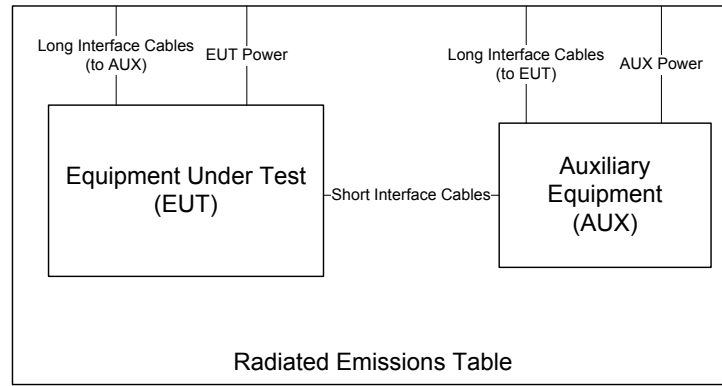 Long Interface Cables
(to AUX)
EUT Power
Long Interface Cables
(to EUT)
AUX Power
Equipment Under Test
(EUT)
Short Interface Cables
Auxiliary
Equipment
(AUX)
Radiated Emissions Table